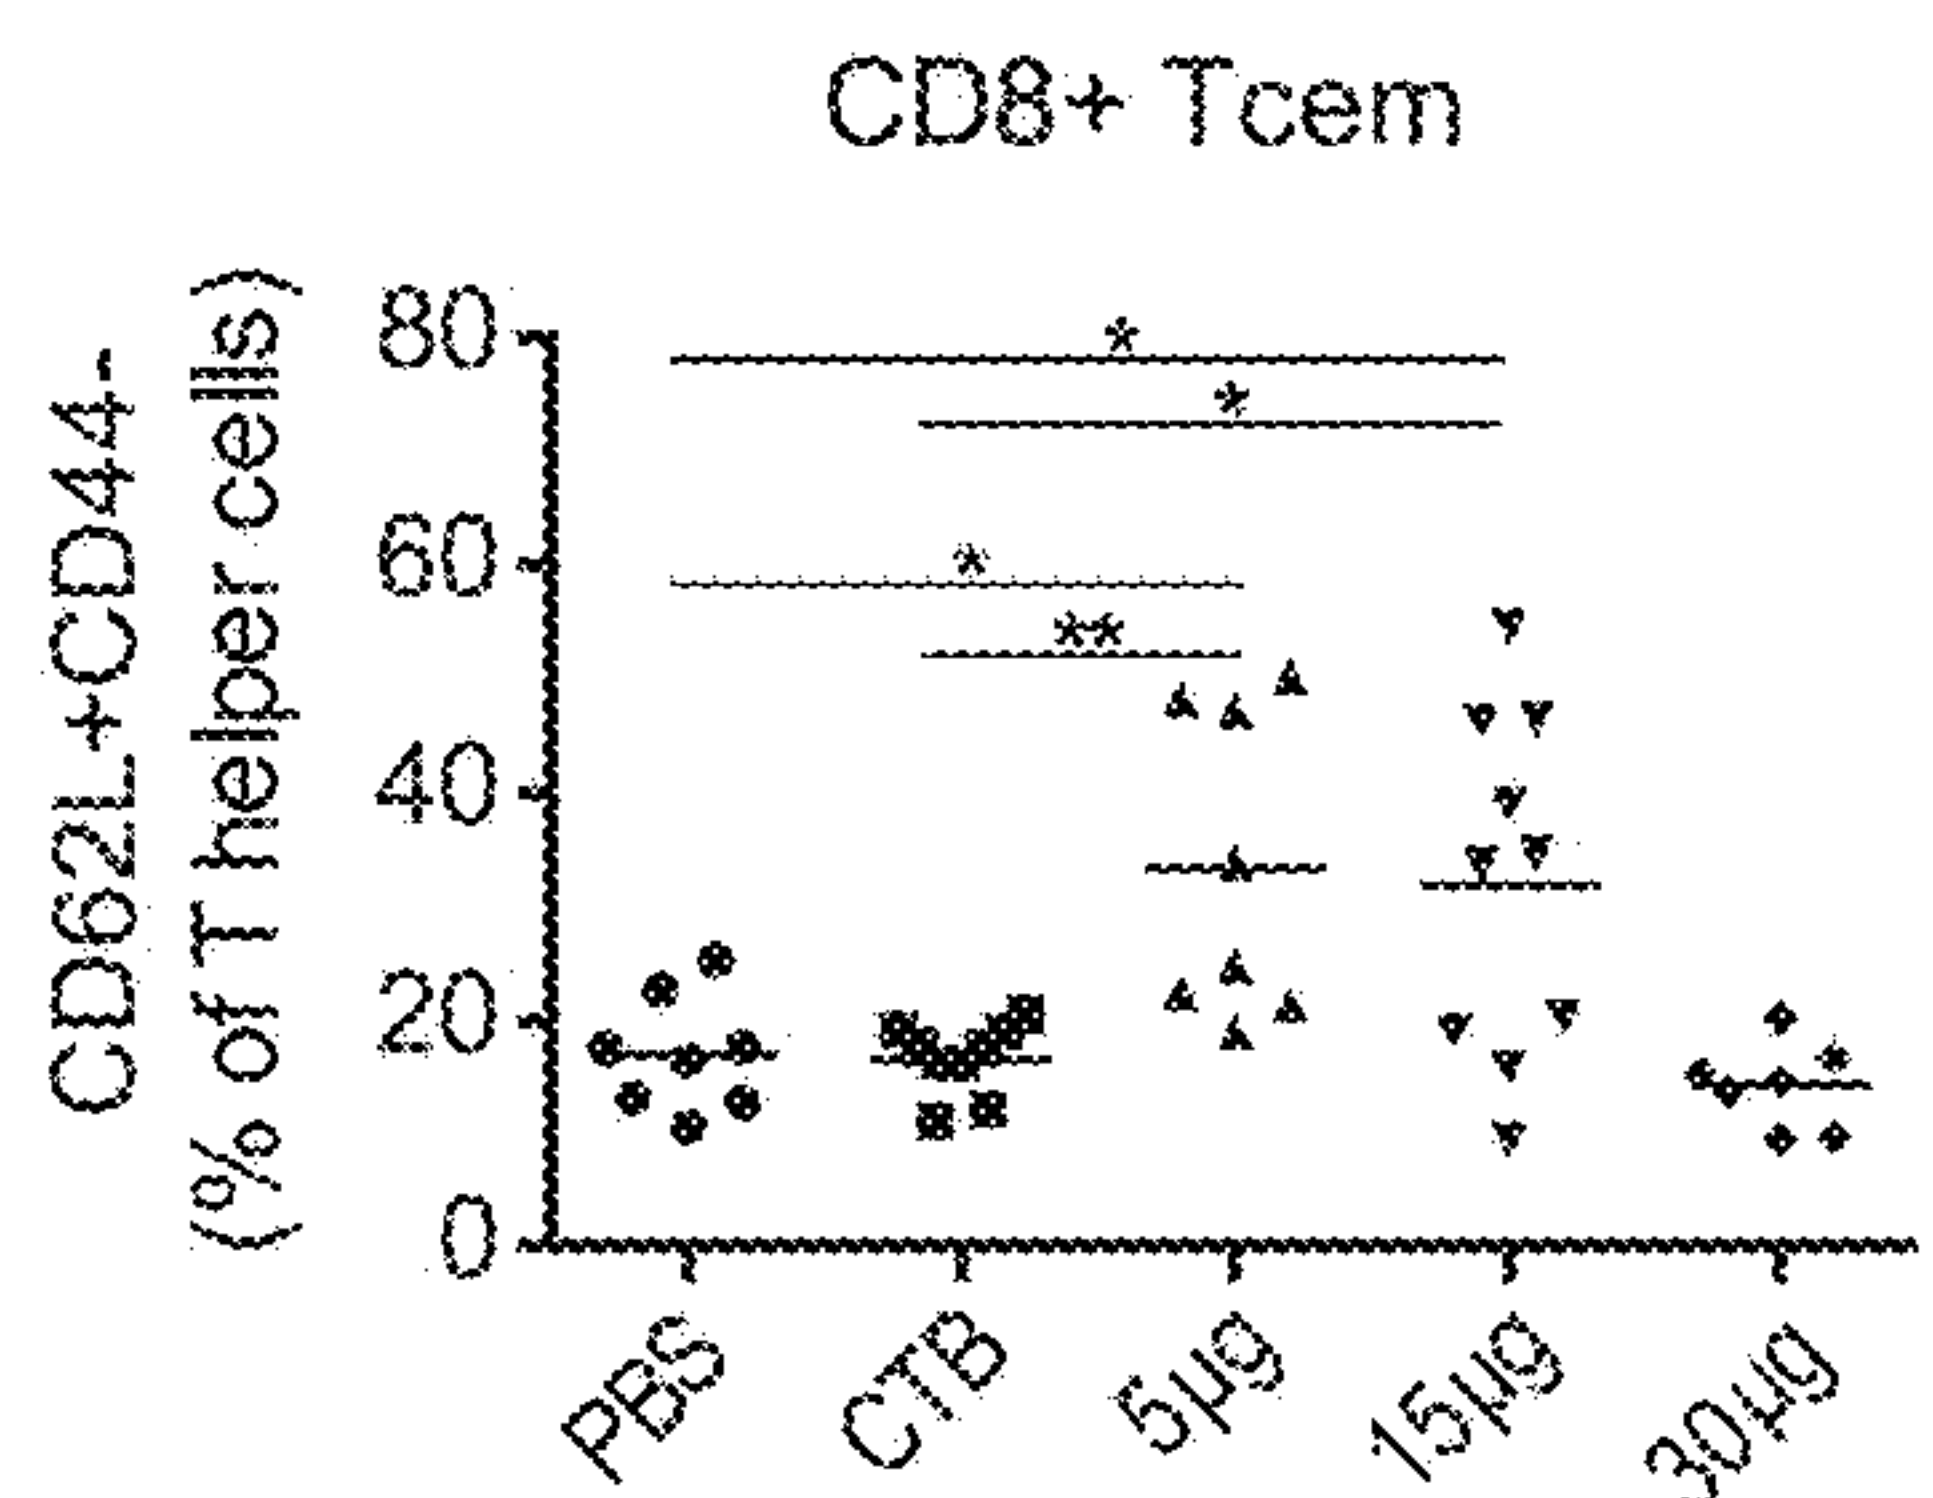 CD8+ Tcem
CD62L+CD44-
(% of T helper cells)
80
60
40
20
0
*
*
*
**
PBS
CTB
5µg
15µg
30µg